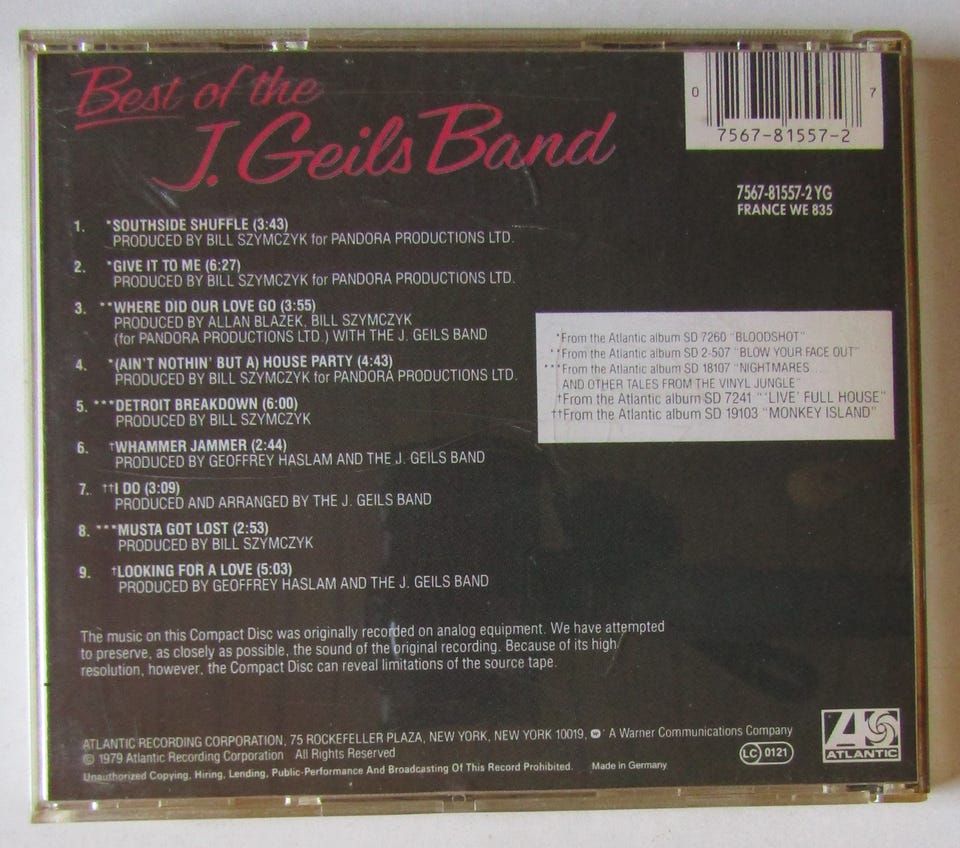 Best of the
J. Geils Band
0 7
7567-81557-2
7567-81557-2 YG
FRANCE WE 835
1. *SOUTHSIDE SHUFFLE (3:43)
PRODUCED BY BILL SZYMCZYK for PANDORA PRODUCTIONS LTD.
2. *GIVE IT TO ME (6:27)
PRODUCED BY BILL SZYMCZYK for PANDORA PRODUCTIONS LTD.
3. **WHERE DID OUR LOVE GO (3:55)
PRODUCED BY ALLAN BLAZEK, BILL SZYMCZYK
(for PANDORA PRODUCTIONS LTD.) WITH THE J. GEILS BAND
4. *(AIN'T NOTHIN' BUT A) HOUSE PARTY (4:43)
PRODUCED BY BILL SZYMCZYK for PANDORA PRODUCTIONS LTD.
5. ***DETROIT BREAKDOWN (6:00)
PRODUCED BY BILL SZYMCZYK
6. †WHAMMER JAMMER (2:44)
PRODUCED BY GEOFFREY HASLAM AND THE J. GEILS BAND
7. ††I DO (3:09)
PRODUCED AND ARRANGED BY THE J. GEILS BAND
8. ***MUSTA GOT LOST (2:53)
PRODUCED BY BILL SZYMCZYK
9. †LOOKING FOR A LOVE (5:03)
PRODUCED BY GEOFFREY HASLAM AND THE J. GEILS BAND
*From the Atlantic album SD 7260 "BLOODSHOT"
**From the Atlantic album SD 2-507 "BLOW YOUR FACE OUT"
***From the Atlantic album SD 18107 "NIGHTMARES ...
AND OTHER TALES FROM THE VINYL JUNGLE"
†From the Atlantic album SD 7241 "'LIVE' FULL HOUSE"
††From the Atlantic album SD 19103 "MONKEY ISLAND"
The music on this Compact Disc was originally recorded on analog equipment. We have attempted
to preserve, as closely as possible, the sound of the original recording. Because of its high
resolution, however, the Compact Disc can reveal limitations of the source tape.
ATLANTIC RECORDING CORPORATION, 75 ROCKEFELLER PLAZA, NEW YORK, NEW YORK 10019, A Warner Communications Company
© 1979 Atlantic Recording Corporation All Rights Reserved
Unauthorized Copying, Hiring, Lending, Public-Performance And Broadcasting Of This Record Prohibited. Made in Germany
LC 0121
ATLANTIC